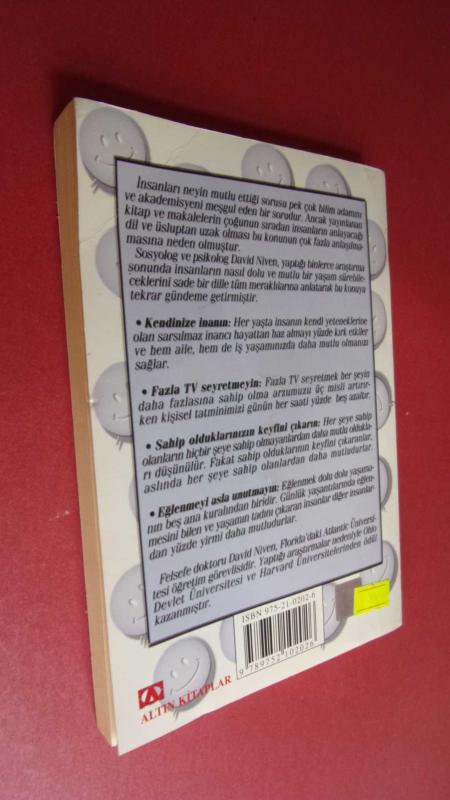 İnsanları neyin mutlu ettiği sorusu pek çok bilim adamını
ve akademisyeni meşgul eden bir sorudur. Ancak yayınlanan
kitap ve makalelerin çoğunun sıradan insanların anlayacağı
dil ve üsluptan uzak olması bu konunun çok fazla anlaşılma-
masına neden olmuştur.
Sosyolog ve psikolog David Niven, yaptığı binlerce araştırma
sonunda insanların nasıl dolu ve mutlu bir yaşam sürebile-
ceklerini sade bir dille tüm meraklılarına anlatarak bu konuyu
tekrar gündeme getirmiştir.
• Kendinize inanın: Her yaşta insanın kendi yeteneklerine
olan sarsılmaz inancı hayattan haz almayı yüzde kırk etkiler
ve hem aile, hem de iş yaşamınızda daha mutlu olmanızı
sağlar.
• Fazla TV seyretmeyin: Fazla TV seyretmek her şeyin
daha fazlasına sahip olma arzumuzu üç misli artırır-
ken kişisel tatminimizi günün her saati yüzde beş azaltır.
• Sahip olduklarınızın keyfini çıkarın: Her şeye sahip
olanların hiçbir şeye sahip olmayanlardan daha mutlu oldukla-
rı düşünülür. Fakat sahip olduklarının keyfini çıkaranlar,
aslında her şeye sahip olanlardan daha mutludurlar.
• Eğlenmeyi asla unutmayın: Eğlenmek dolu dolu yaşama-
nın beş ana kuralından biridir. Günlük yaşantılarında eğlen-
mesini bilen ve yaşamın tadını çıkaran insanlar diğer insanlar-
dan yüzde yirmi daha mutludurlar.
Felsefe doktoru David Niven, Florida'daki Atlantic Üniversi-
tesi öğretim görevlisidir. Yaptığı araştırmalar nedeniyle Ohio
Devlet Üniversitesi ve Harvard Üniversitelerinden ödül
kazanmıştır.
ISBN 975-21-0202-6
9 789752 102026
ALTIN KİTAPLAR